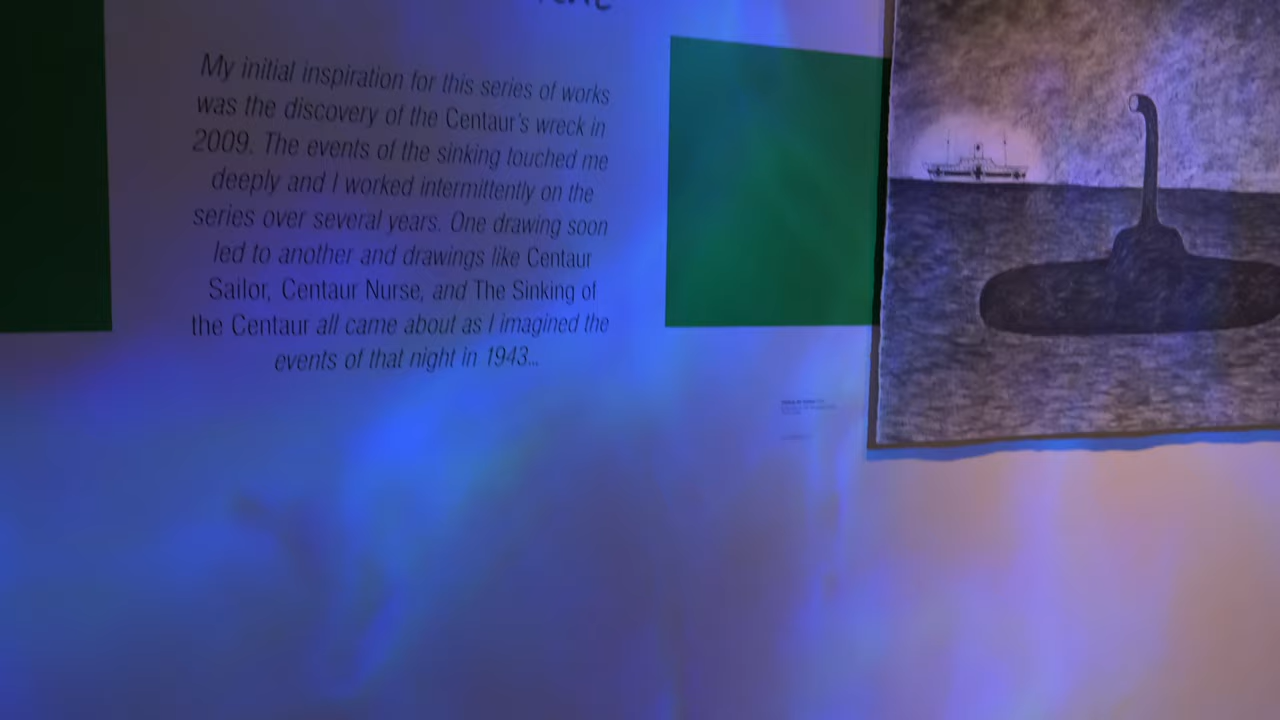 My initial inspiration for this series of works
was the discovery of the Centaur's wreck in
2009. The events of the sinking touched me
deeply and I worked intermittently on the
series over several years. One drawing soon
led to another and drawings like Centaur
Sailor, Centaur Nurse, and The Sinking of
the Centaur all came about as I imagined the
events of that night in 1943...